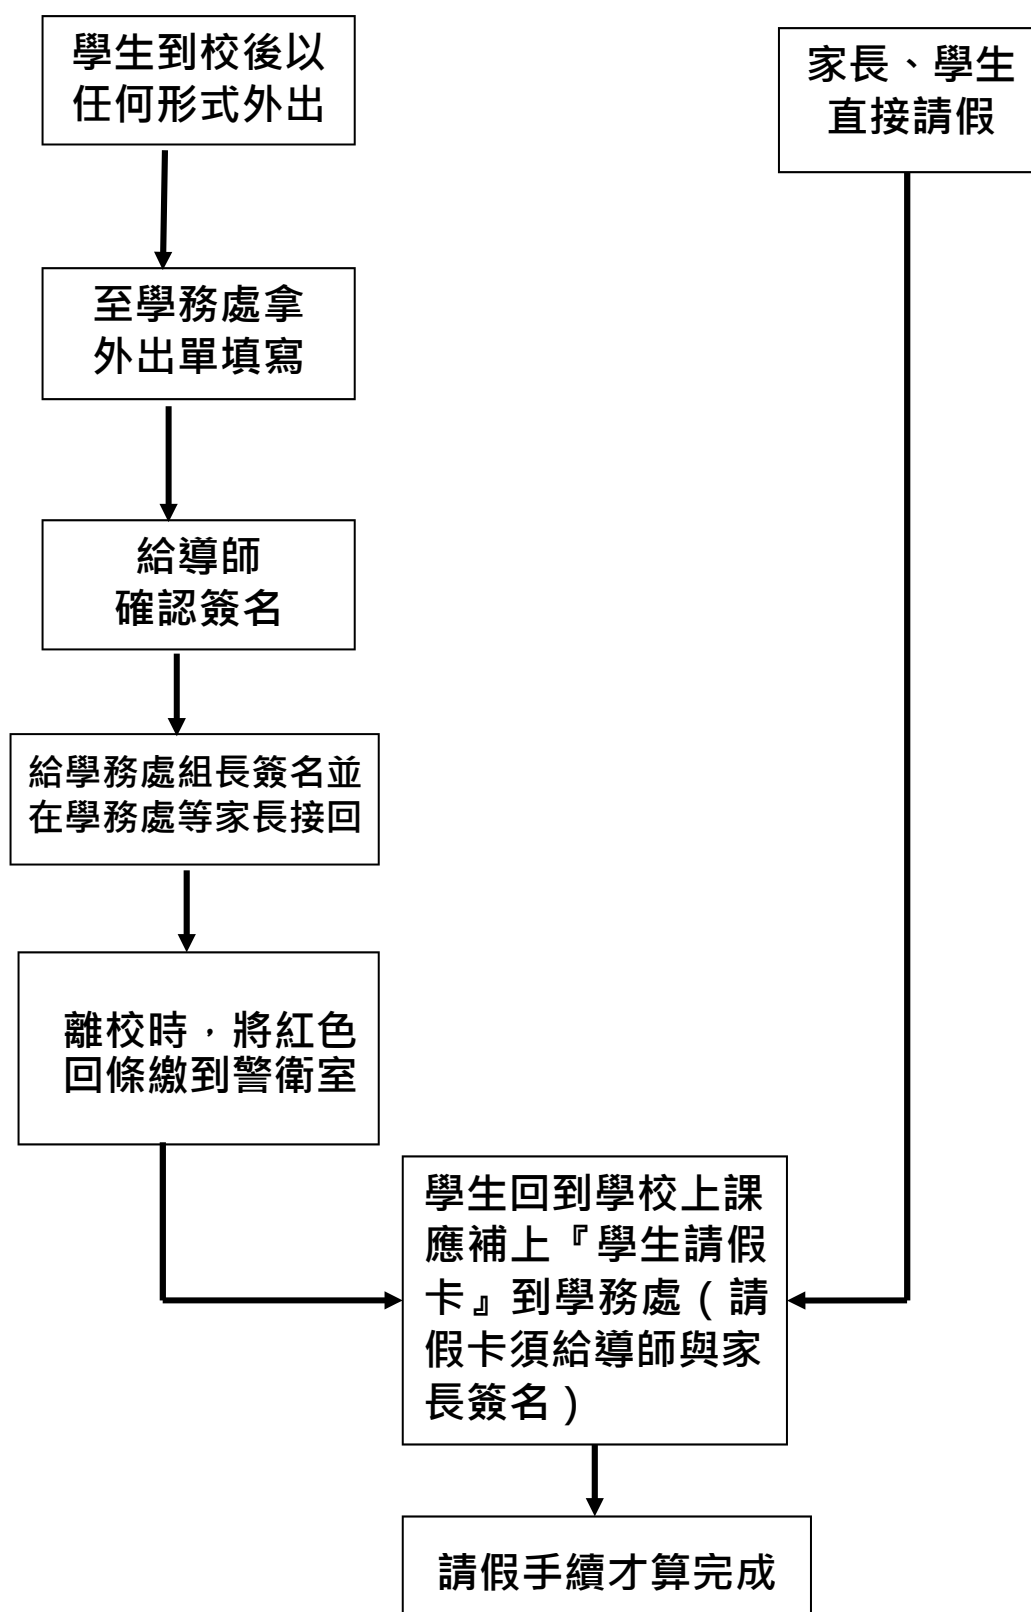 學生到校後以
任何形式外出
家長、學生
直接請假
至學務處拿
外出單填寫
給導師
確認簽名
給學務處組長簽名並
在學務處等家長接回
離校時，將紅色
回條繳到警衛室
學生回到學校上課
應補上『學生請假
卡』到學務處（請
假卡須給導師與家
長簽名）
請假手續才算完成